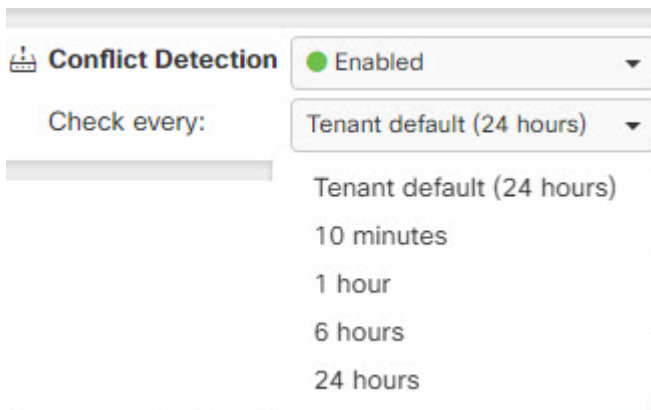 Conflict Detection Enabled
Check every: Tenant default (24 hours)
Tenant default (24 hours)
10 minutes
1 hour
6 hours
24 hours